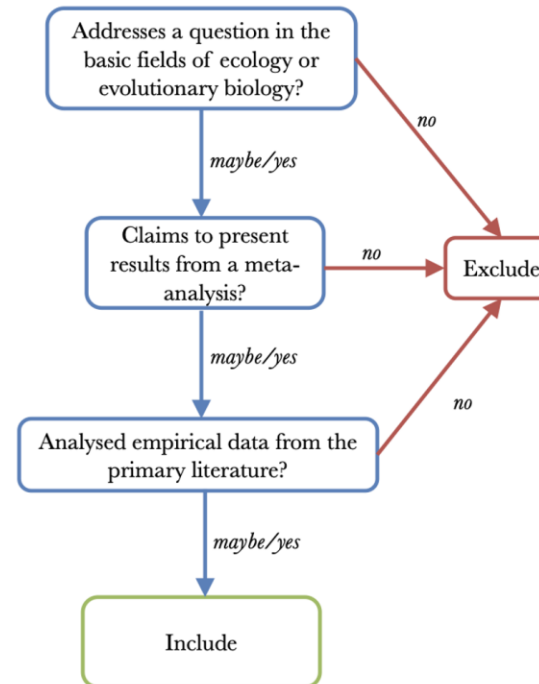 Addresses a question in the
basic fields of ecology or
evolutionary biology?
no
maybe/yes
Claims to present
results from a meta-
analysis?
no
Exclude
maybe/yes
no
Analysed empirical data from the
primary literature?
maybe/yes
Include